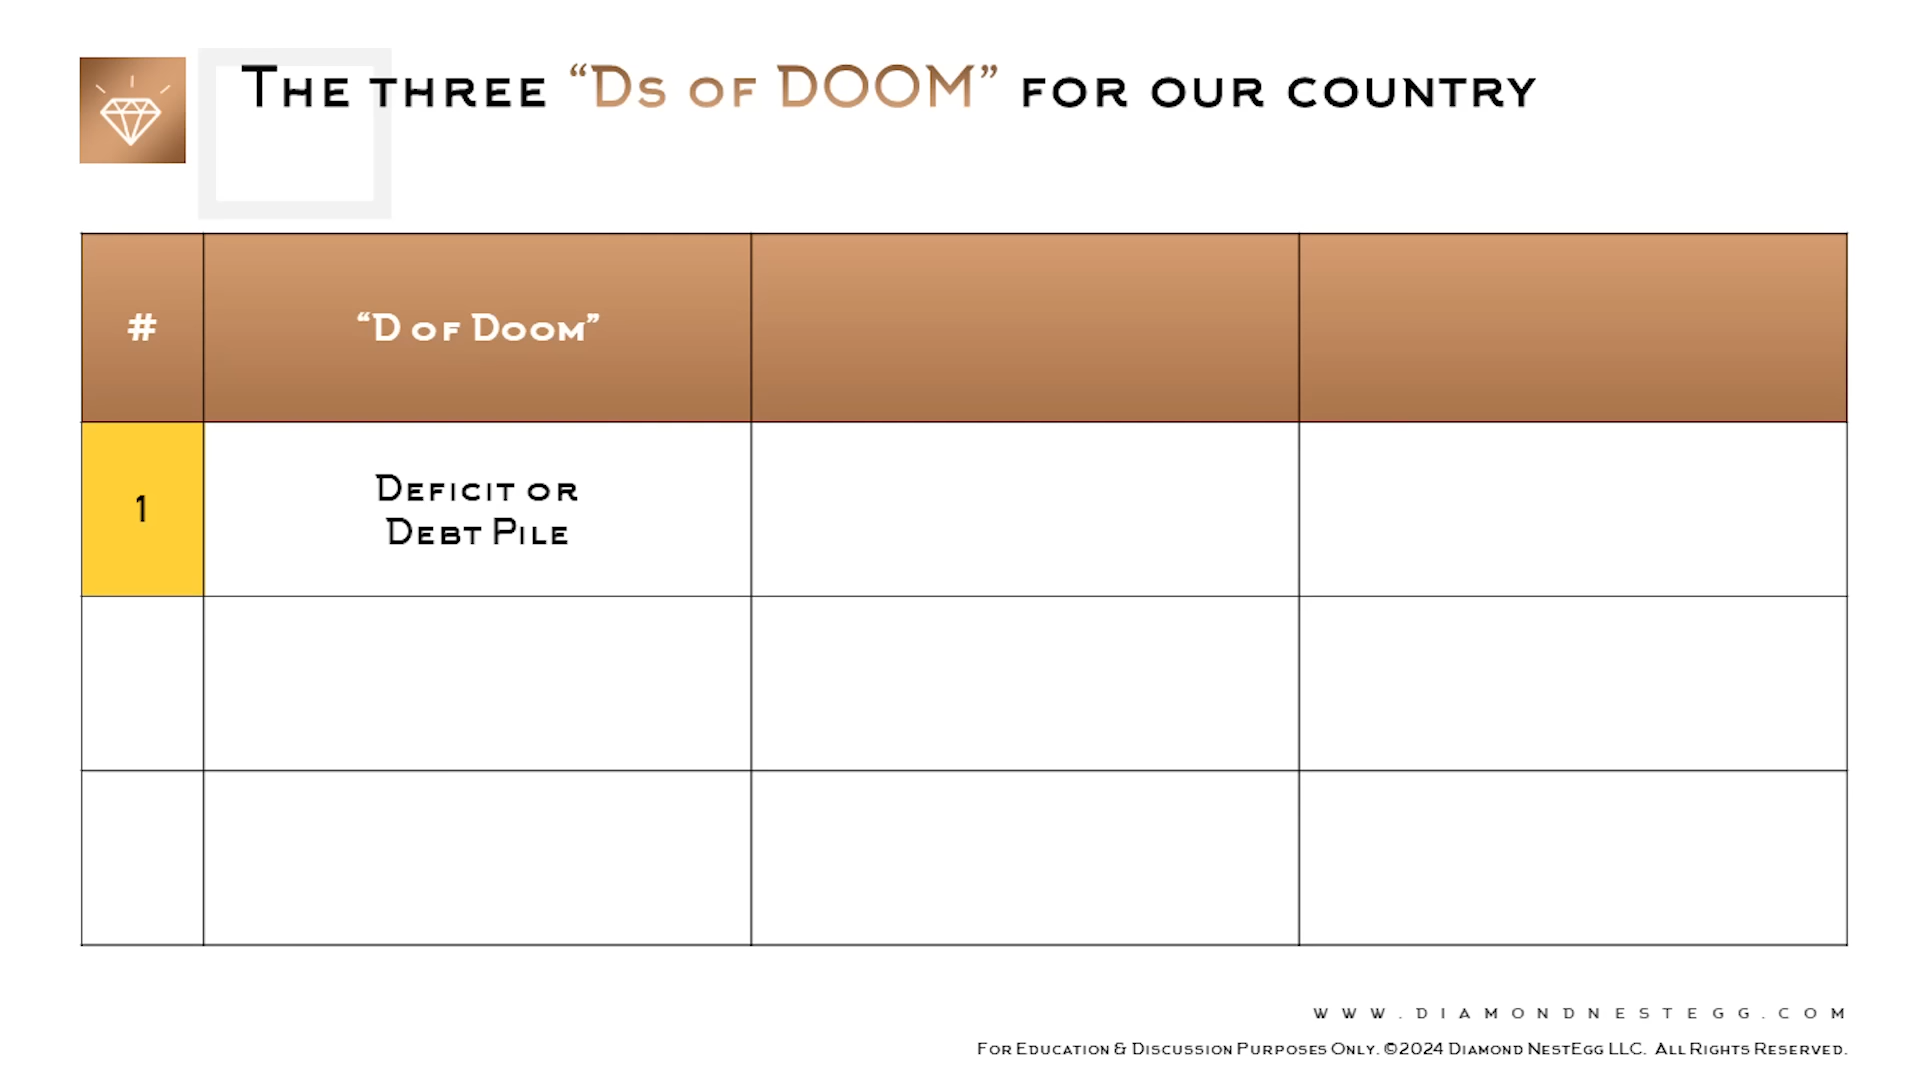 The three “Ds of DOOM” for our country
#
“D of Doom”
1
Deficit or
Debt Pile
www.diamondnestegg.com
For Education & Discussion Purposes Only. ©2024 Diamond NestEgg LLC. All Rights Reserved.